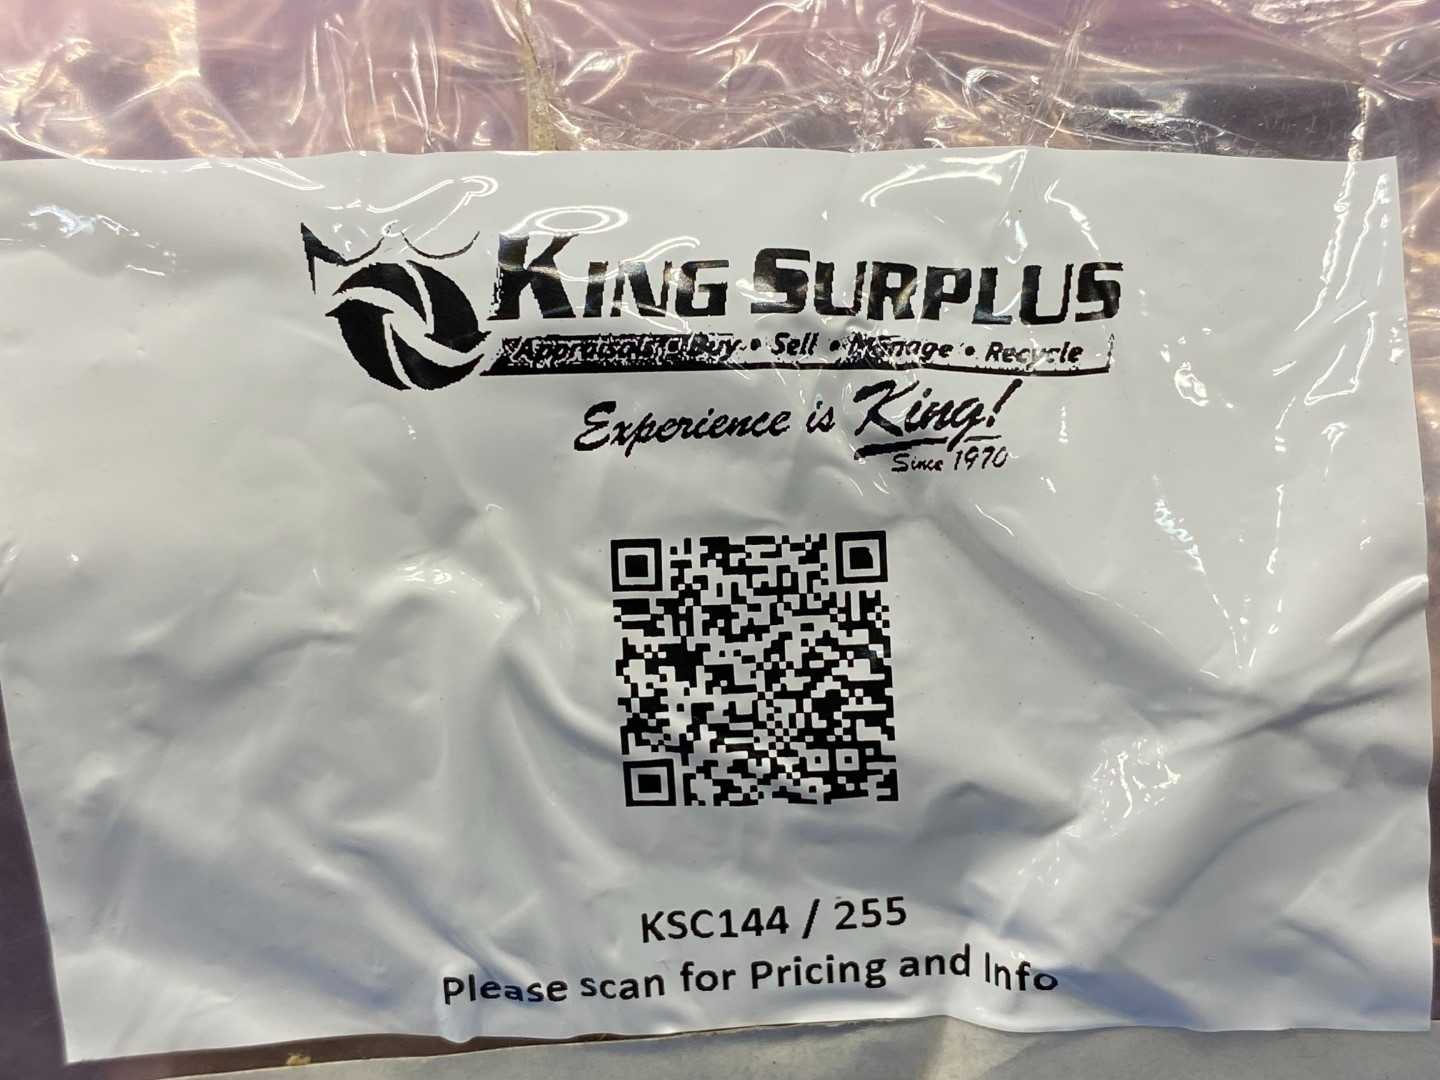 KING SURPLUS
Appraisals • Buy • Sell • Manage • Recycle
Experience is King!
Since 1970
KSC144 / 255
Please scan for Pricing and Info